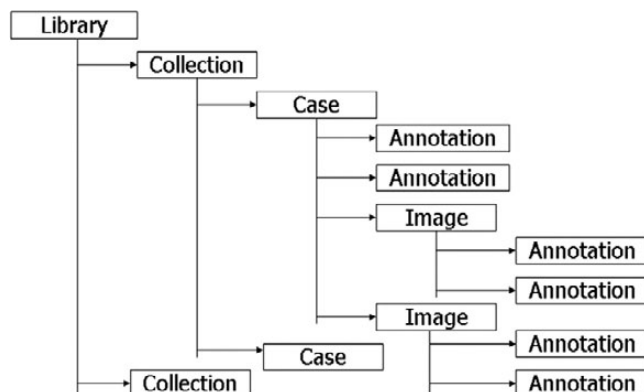 Library
Collection
Case
Annotation
Annotation
Image
Annotation
Annotation
Image
Annotation
Case
Annotation
Collection